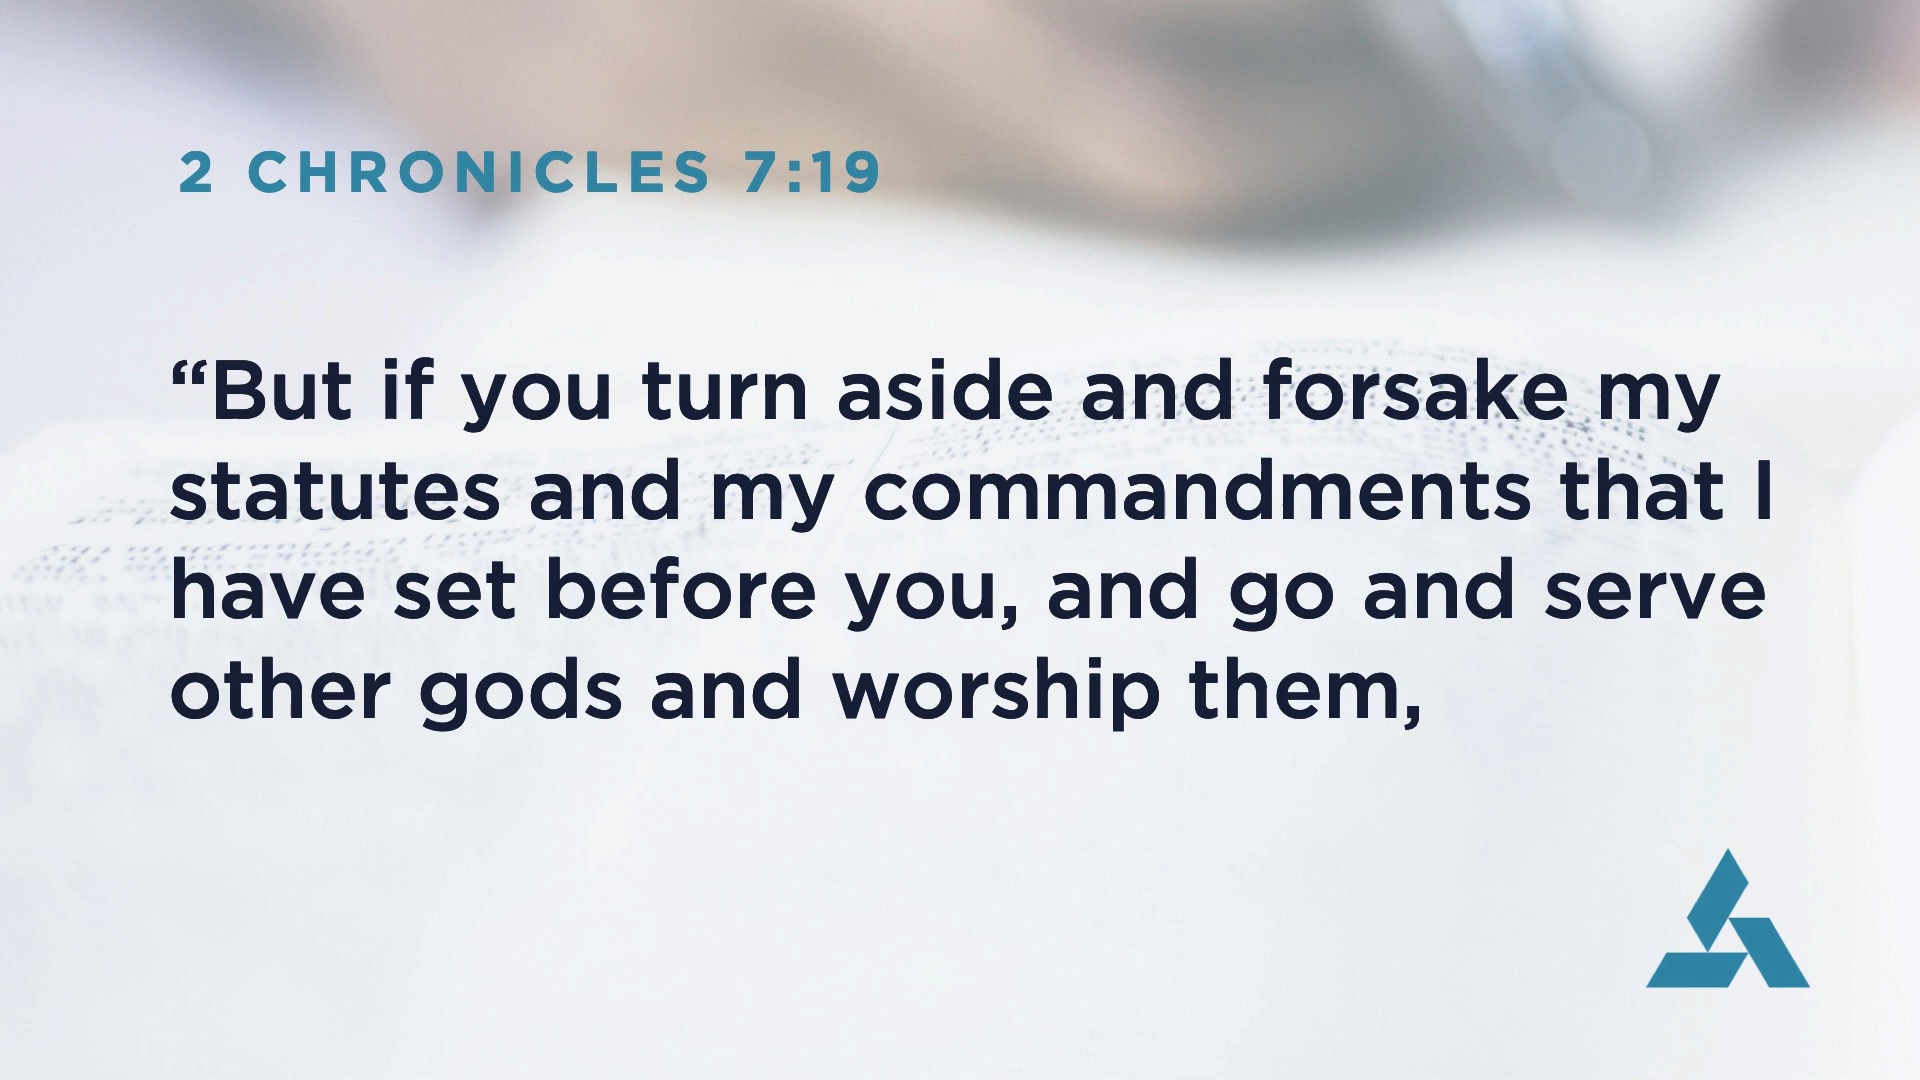 2 CHRONICLES 7:19
“But if you turn aside and forsake my
statutes and my commandments that I
have set before you, and go and serve
other gods and worship them,